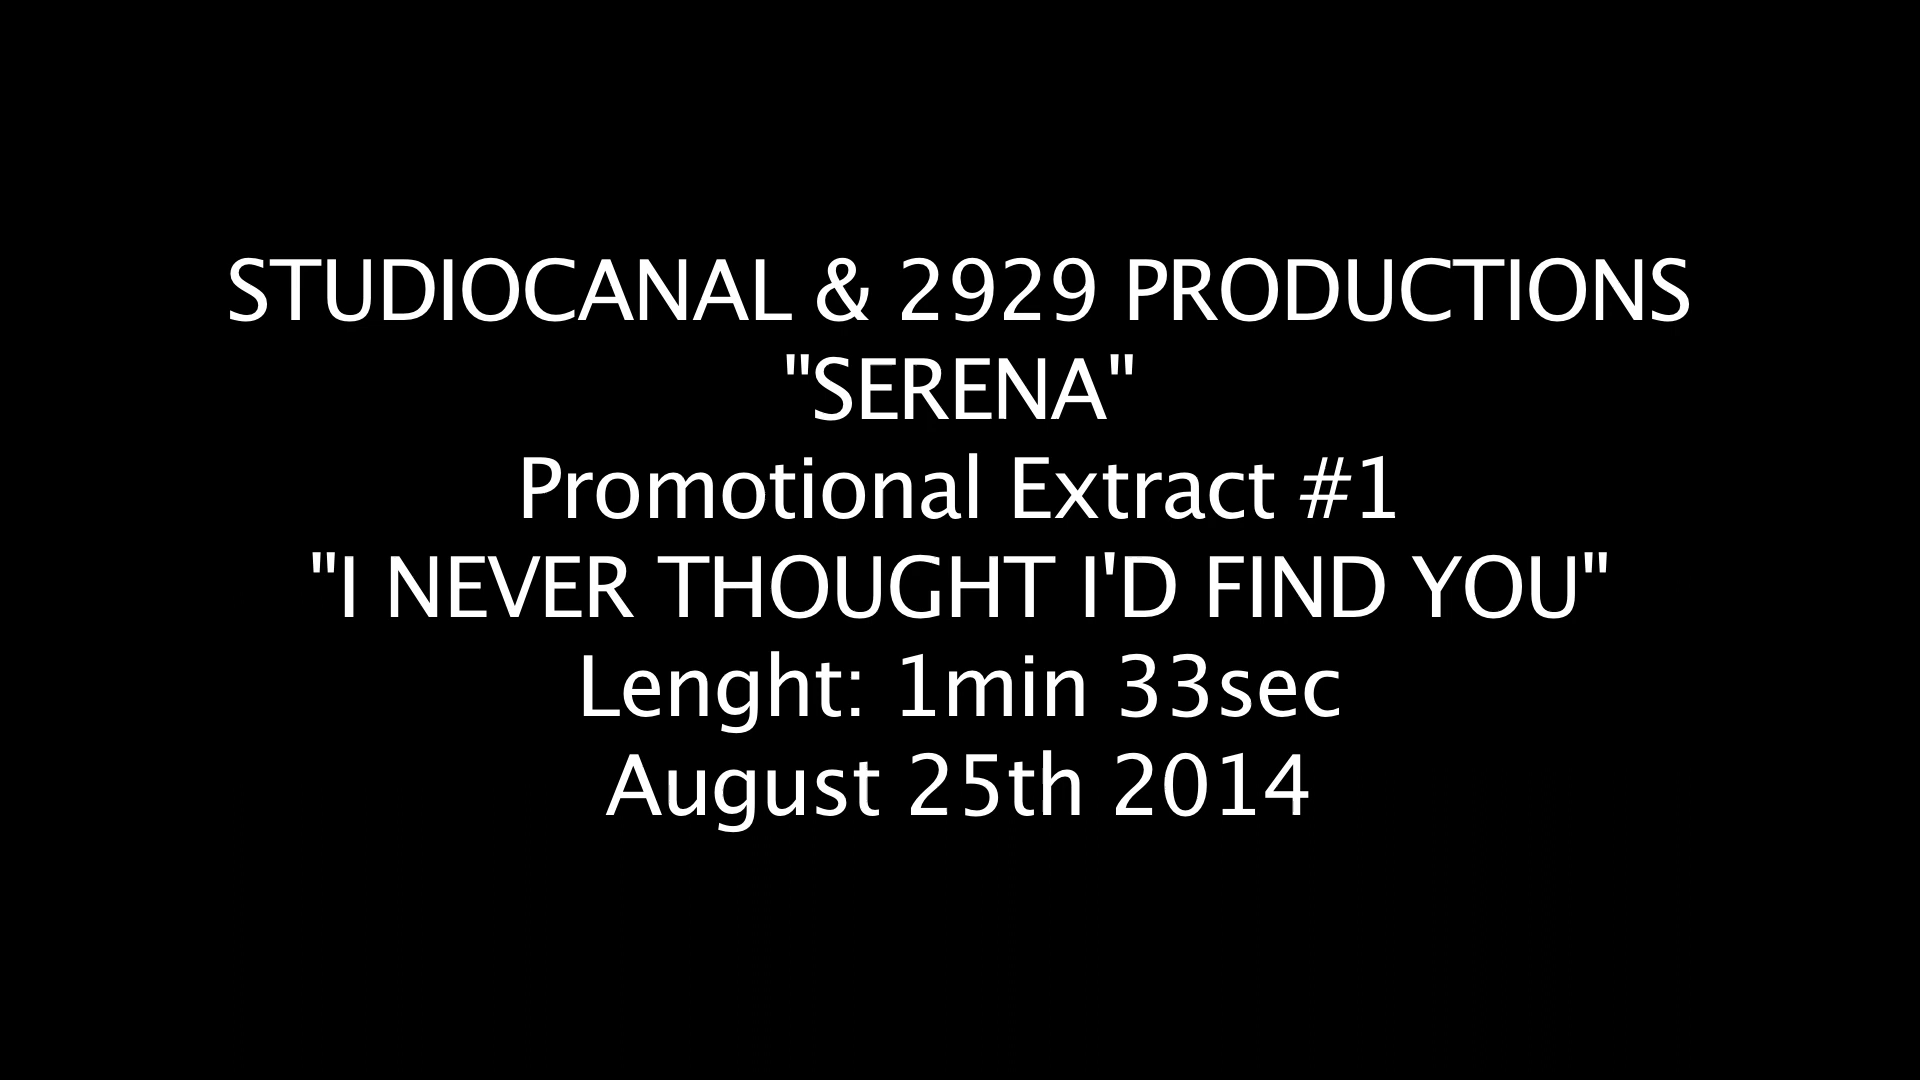 STUDIOCANAL & 2929 PRODUCTIONS
"SERENA"
Promotional Extract #1
"I NEVER THOUGHT I'D FIND YOU"
Lenght: 1min 33sec
August 25th 2014